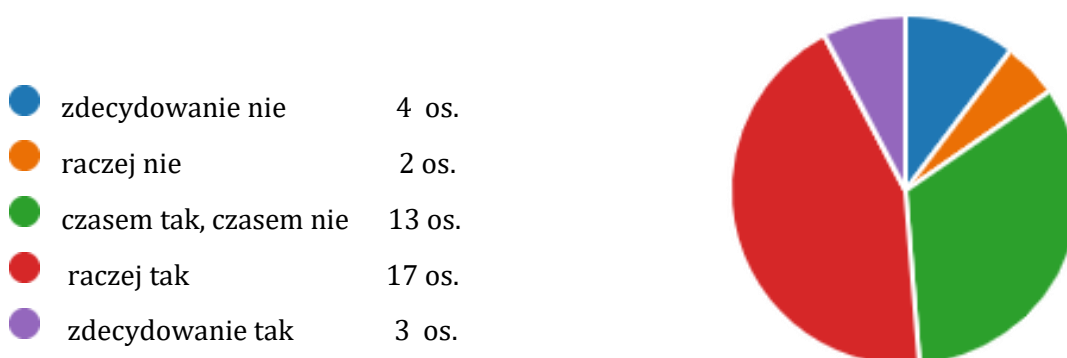 zdecydowanie nie 4 os.
raczej nie 2 os.
czasem tak, czasem nie 13 os.
raczej tak 17 os.
zdecydowanie tak 3 os.